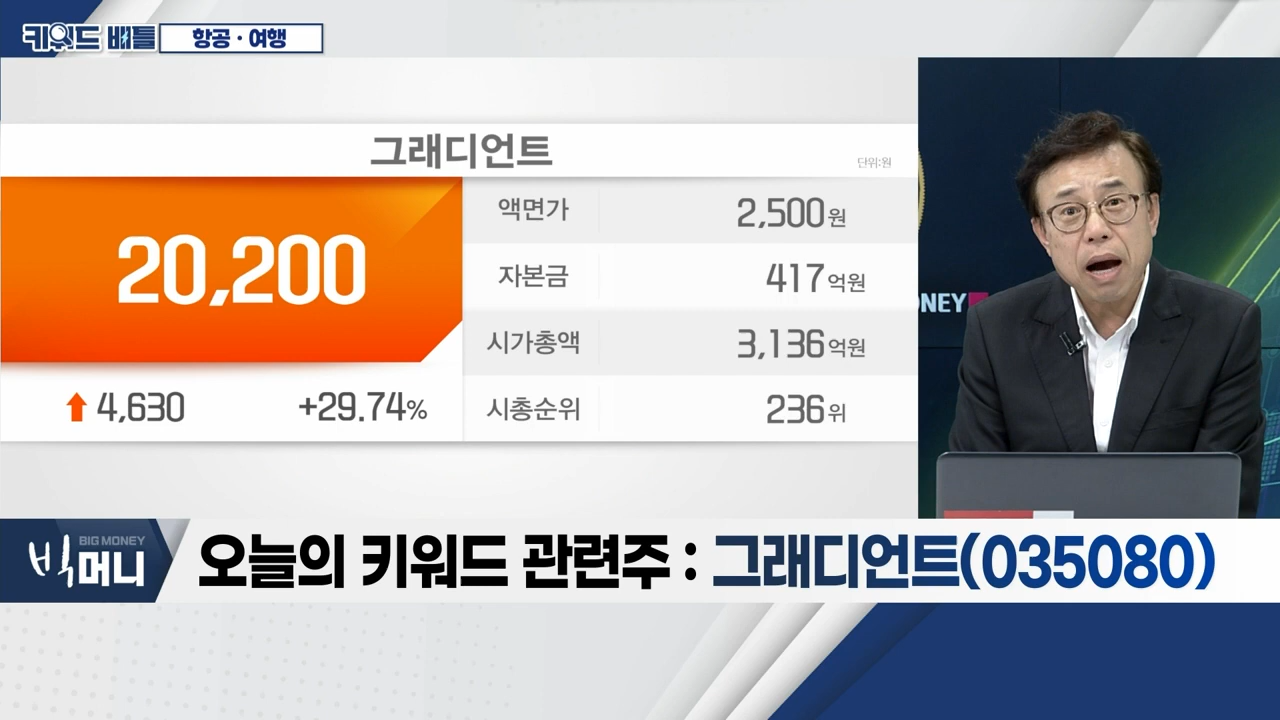 키워드 배틀
항공·여행
그래디언트
단위:원
20,200
4,630
+29.74%
액면가
2,500원
자본금
417억원
시가총액
3,136억원
시총순위
236위
ONEY
BIG MONEY
빅머니
오늘의 키워드 관련주 : 그래디언트(035080)